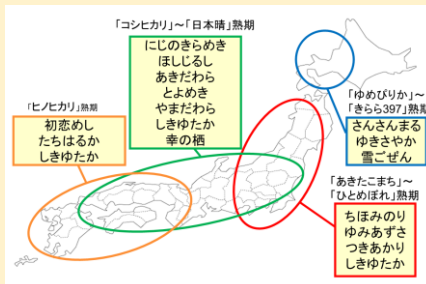 「コシヒカリ」～「日本晴」熟期
にじのきらめき
ほしじるし
あきだわら
とよめき
やまだわら
しきゆたか
幸の栖
「ヒノヒカリ」熟期
初恋めし
たちはるか
しきゆたか
「ゆめぴりか」～
「きらら397」熟期
さんさんまる
ゆきさやか
雪ごぜん
「あきたこまち」～
「ひとめぼれ」熟期
ちほみのり
ゆみあずさ
つきあかり
しきゆたか